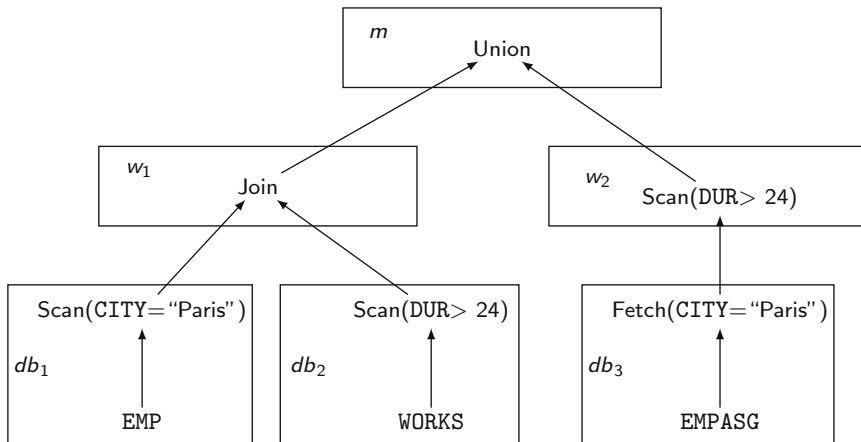 m
Union
w₁
Join
w₂
Scan(DUR> 24)
Scan(CITY=“Paris”)
Scan(DUR> 24)
Fetch(CITY=“Paris”)
db₁
db₂
db₃
EMP
WORKS
EMPASG